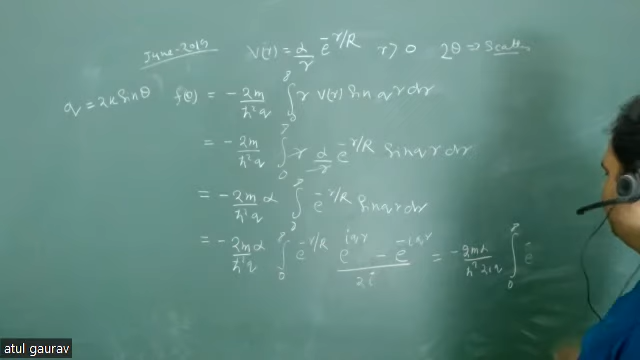 June-2019 V(r) = α/r e^-r/R r>0 2θ ⇒ Scatt
q = 2k sinθ f(θ) = - 2m/ħ²q ∫₀^∞ r V(r) sin qr dr
= - 2m/ħ²q ∫₀^∞ r α/r e^-r/R sin qr dr
= - 2mα/ħ²q ∫₀^∞ e^-r/R sin qr dr
= - 2mα/ħ²q ∫₀^∞ e^-r/R (e^iqr - e^-iqr)/2i = - 2mα/ħ²2iq ∫₀^∞ e
atul gaurav